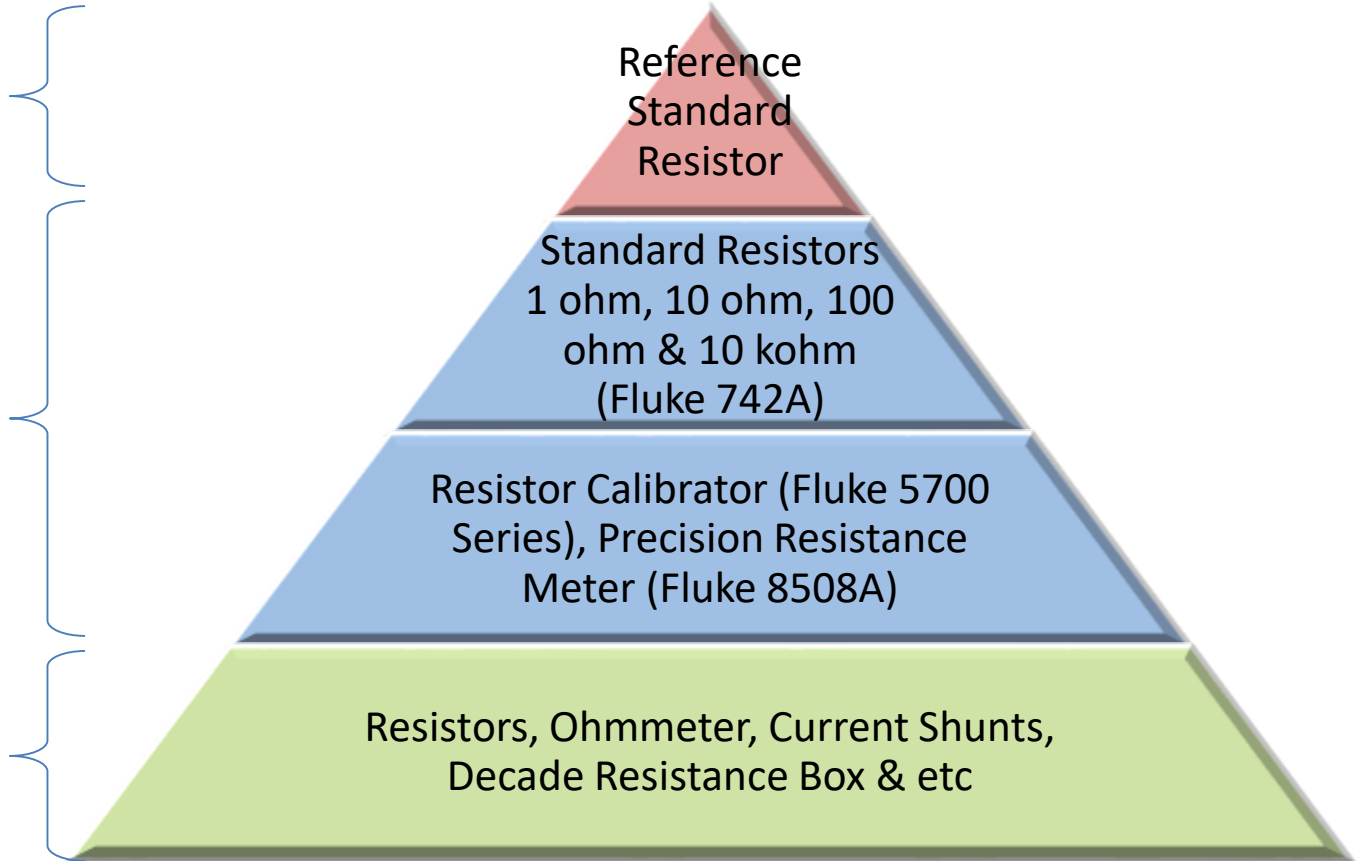 Reference
Standard
Resistor
Standard Resistors
1 ohm, 10 ohm, 100
ohm & 10 kohm
(Fluke 742A)
Resistor Calibrator (Fluke 5700
Series), Precision Resistance
Meter (Fluke 8508A)
Resistors, Ohmmeter, Current Shunts,
Decade Resistance Box & etc